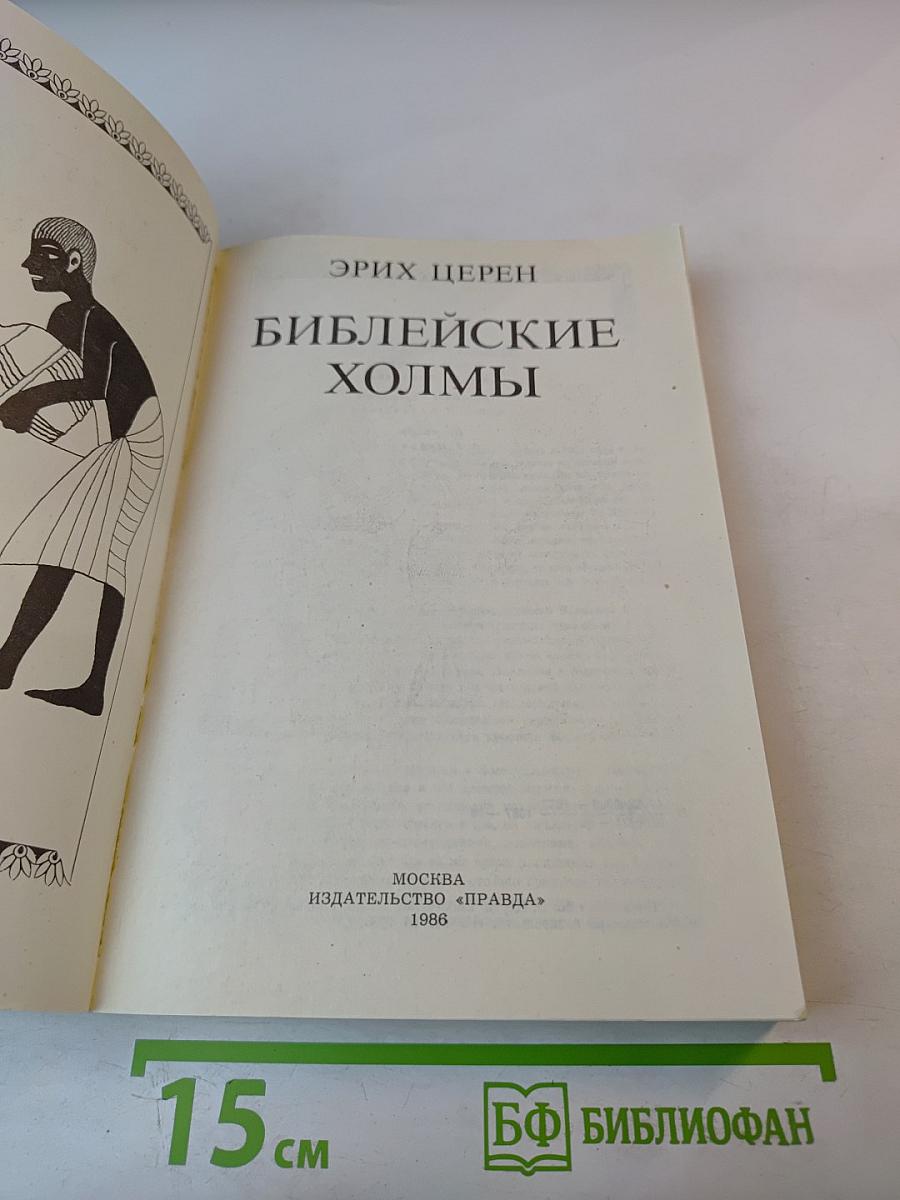 ЭРИХ ЦЕРЕН
БИБЛЕЙСКИЕ
ХОЛМЫ
МОСКВА
ИЗДАТЕЛЬСТВО «ПРАВДА»
1986
15 см
БФ БИБЛИОФАН